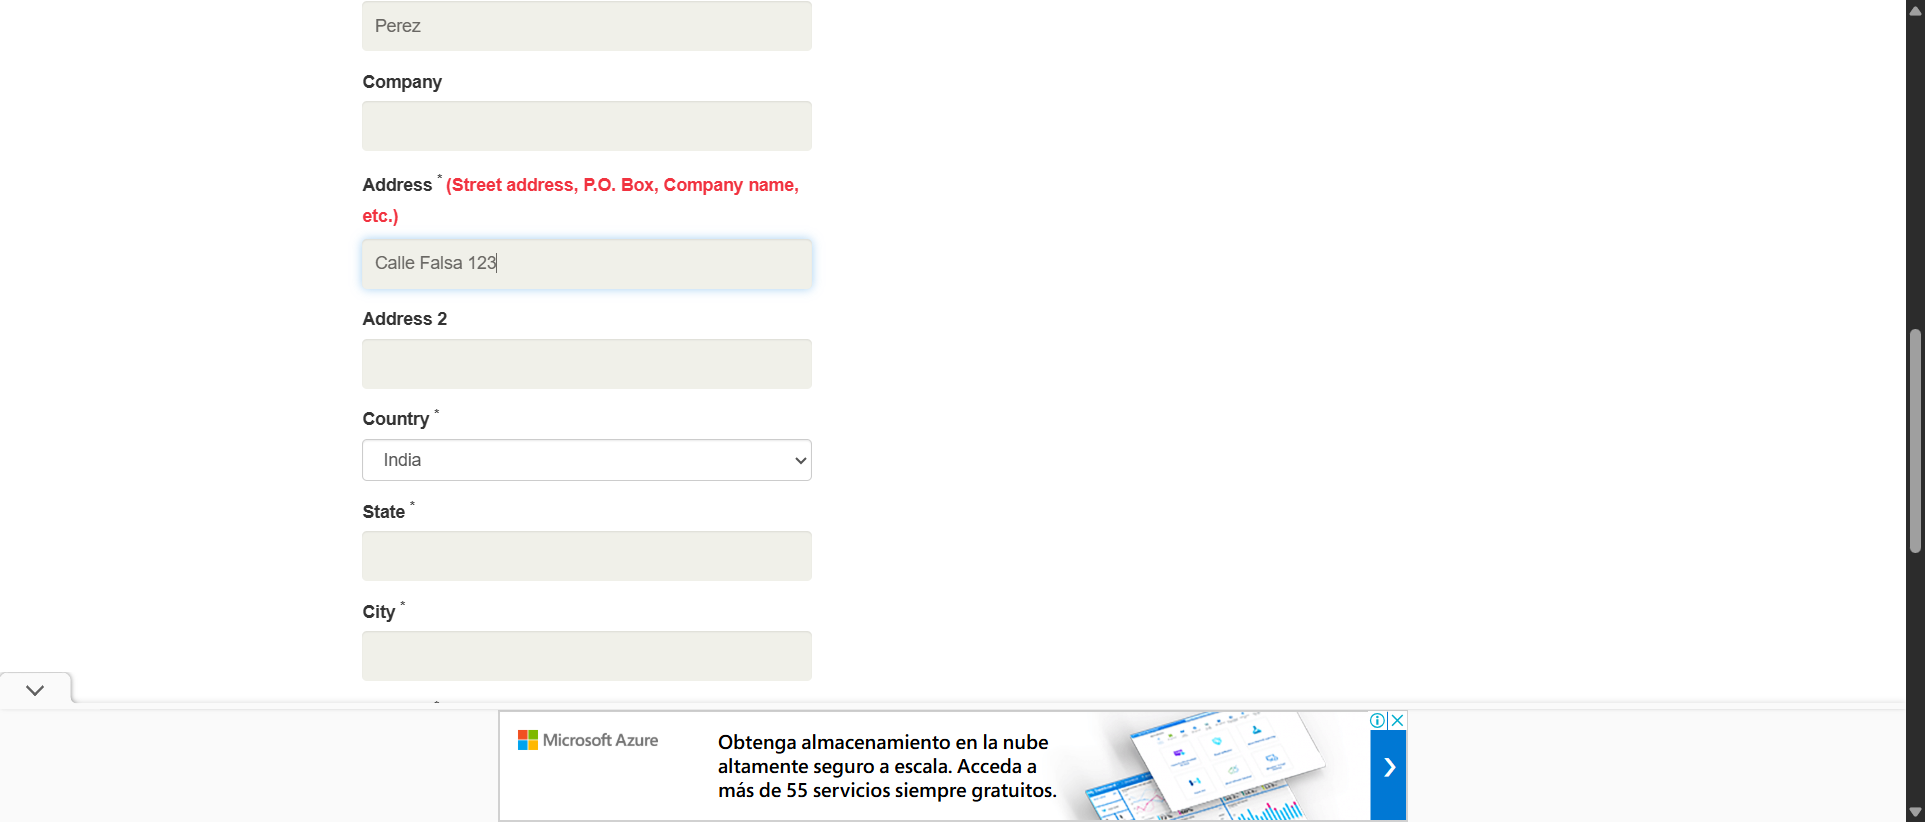 Perez
Company
Address * (Street address, P.O. Box, Company name,
etc.)
Calle Falsa 123
Address 2
Country *
India
State *
City *
*
Microsoft Azure
Obtenga almacenamiento en la nube
altamente seguro a escala. Acceda a
más de 55 servicios siempre gratuitos.